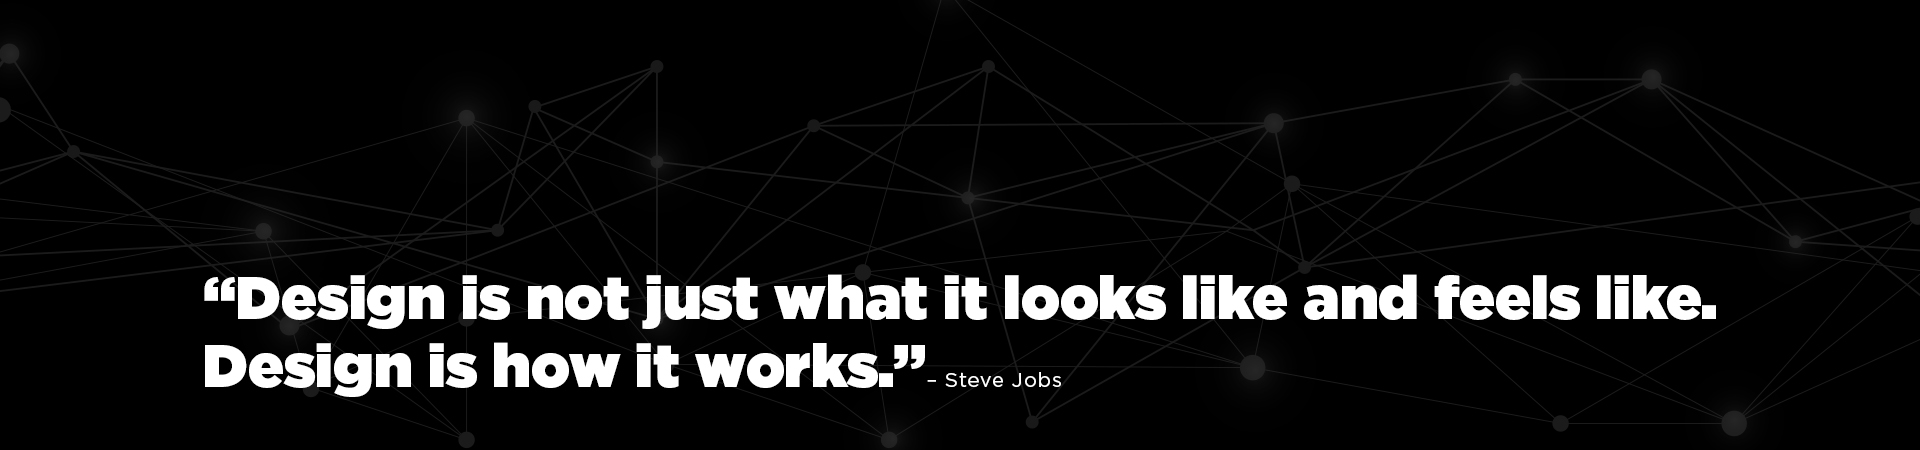 “Design is not just what it looks like and feels like.
Design is how it works.” – Steve Jobs